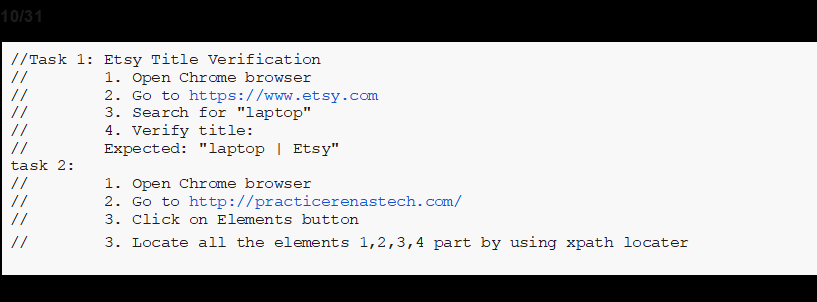 10/31
//Task 1: Etsy Title Verification
// 1. Open Chrome browser
// 2. Go to https://www.etsy.com
// 3. Search for "laptop"
// 4. Verify title:
// Expected: "laptop | Etsy"
task 2:
// 1. Open Chrome browser
// 2. Go to http://practicerenastech.com/
// 3. Click on Elements button
// 3. Locate all the elements 1,2,3,4 part by using xpath locater